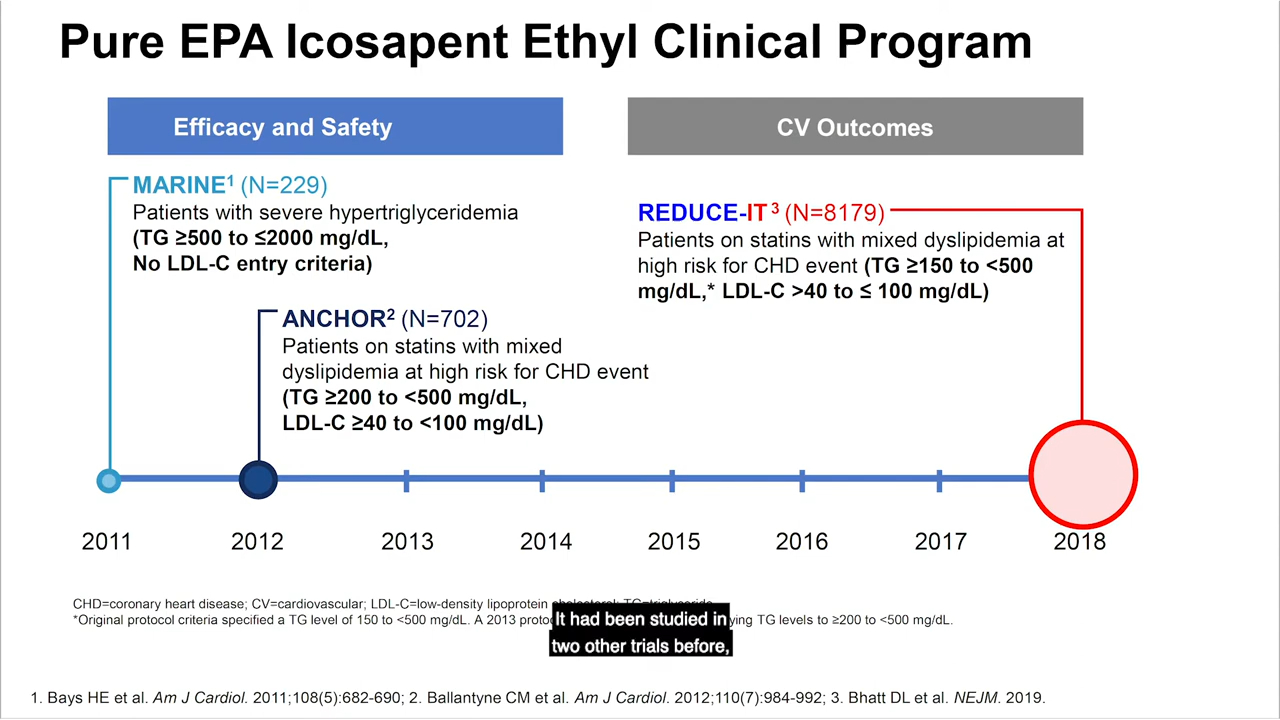 Pure EPA Icosapent Ethyl Clinical Program
Efficacy and Safety
CV Outcomes
MARINE¹ (N=229)
Patients with severe hypertriglyceridemia
(TG ≥500 to ≤2000 mg/dL,
No LDL-C entry criteria)
ANCHOR² (N=702)
Patients on statins with mixed
dyslipidemia at high risk for CHD event
(TG ≥200 to <500 mg/dL,
LDL-C ≥40 to <100 mg/dL)
REDUCE-IT³ (N=8179)
Patients on statins with mixed dyslipidemia at
high risk for CHD event (TG ≥150 to <500
mg/dL,* LDL-C >40 to ≤ 100 mg/dL)
2011 2012 2013 2014 2015 2016 2017 2018
CHD=coronary heart disease; CV=cardiovascular; LDL-C=low-density lipoprotein
*Original protocol criteria specified a TG level of 150 to <500 mg/dL. A 2013 TG levels to ≥200 to <500 mg/dL.
It had been studied in
two other trials before,
1. Bays HE et al. Am J Cardiol. 2011;108(5):682-690; 2. Ballantyne CM et al. Am J Cardiol. 2012;110(7):984-992; 3. Bhatt DL et al. NEJM. 2019.